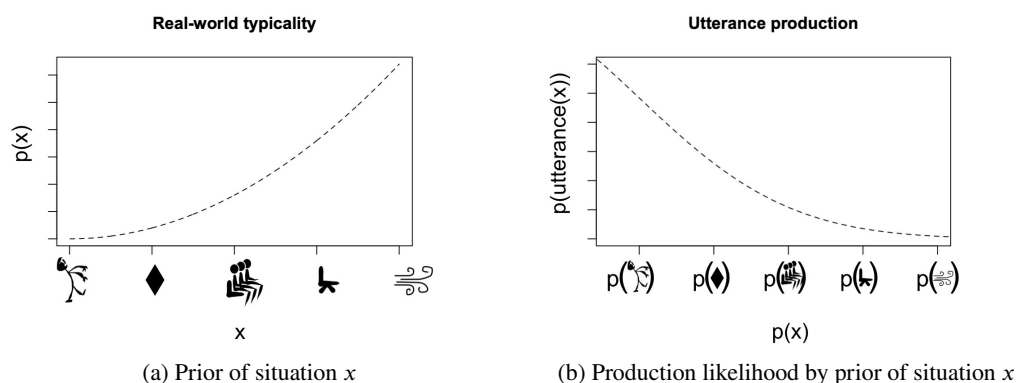 Real-world typicality
p(x)
x
(a) Prior of situation x
Utterance production
p(utterance(x))
p( ) p( ) p( ) p( ) p( )
p(x)
(b) Production likelihood by prior of situation x